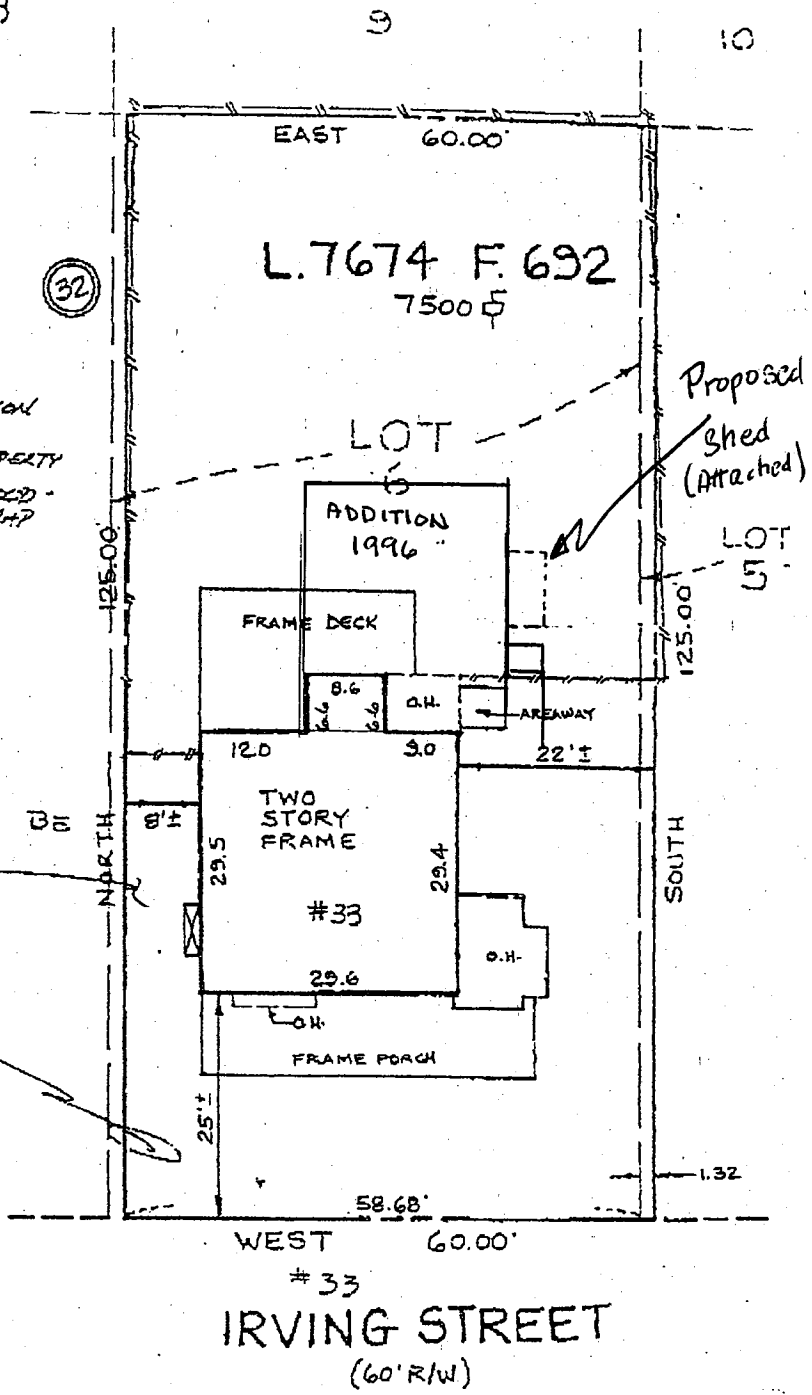 9
10
EAST 60.00'
L. 7674 F. 692
7500
32
Proposed
Shed
(Attached)
LOT
6
ADDITION
1996
LOT
5
125.00'
125.00'
FRAME DECK
8.6
6.6
6.6
O.H.
AREAWAY
12.0
9.0
22'±
8'±
NORTH
SOUTH
TWO
STORY
FRAME
29.5
29.4
#33
O.H.
29.6
O.H.
FRAME PORCH
25'±
1.32
58.68'
WEST 60.00'
#33
IRVING STREET
(60' R/W)